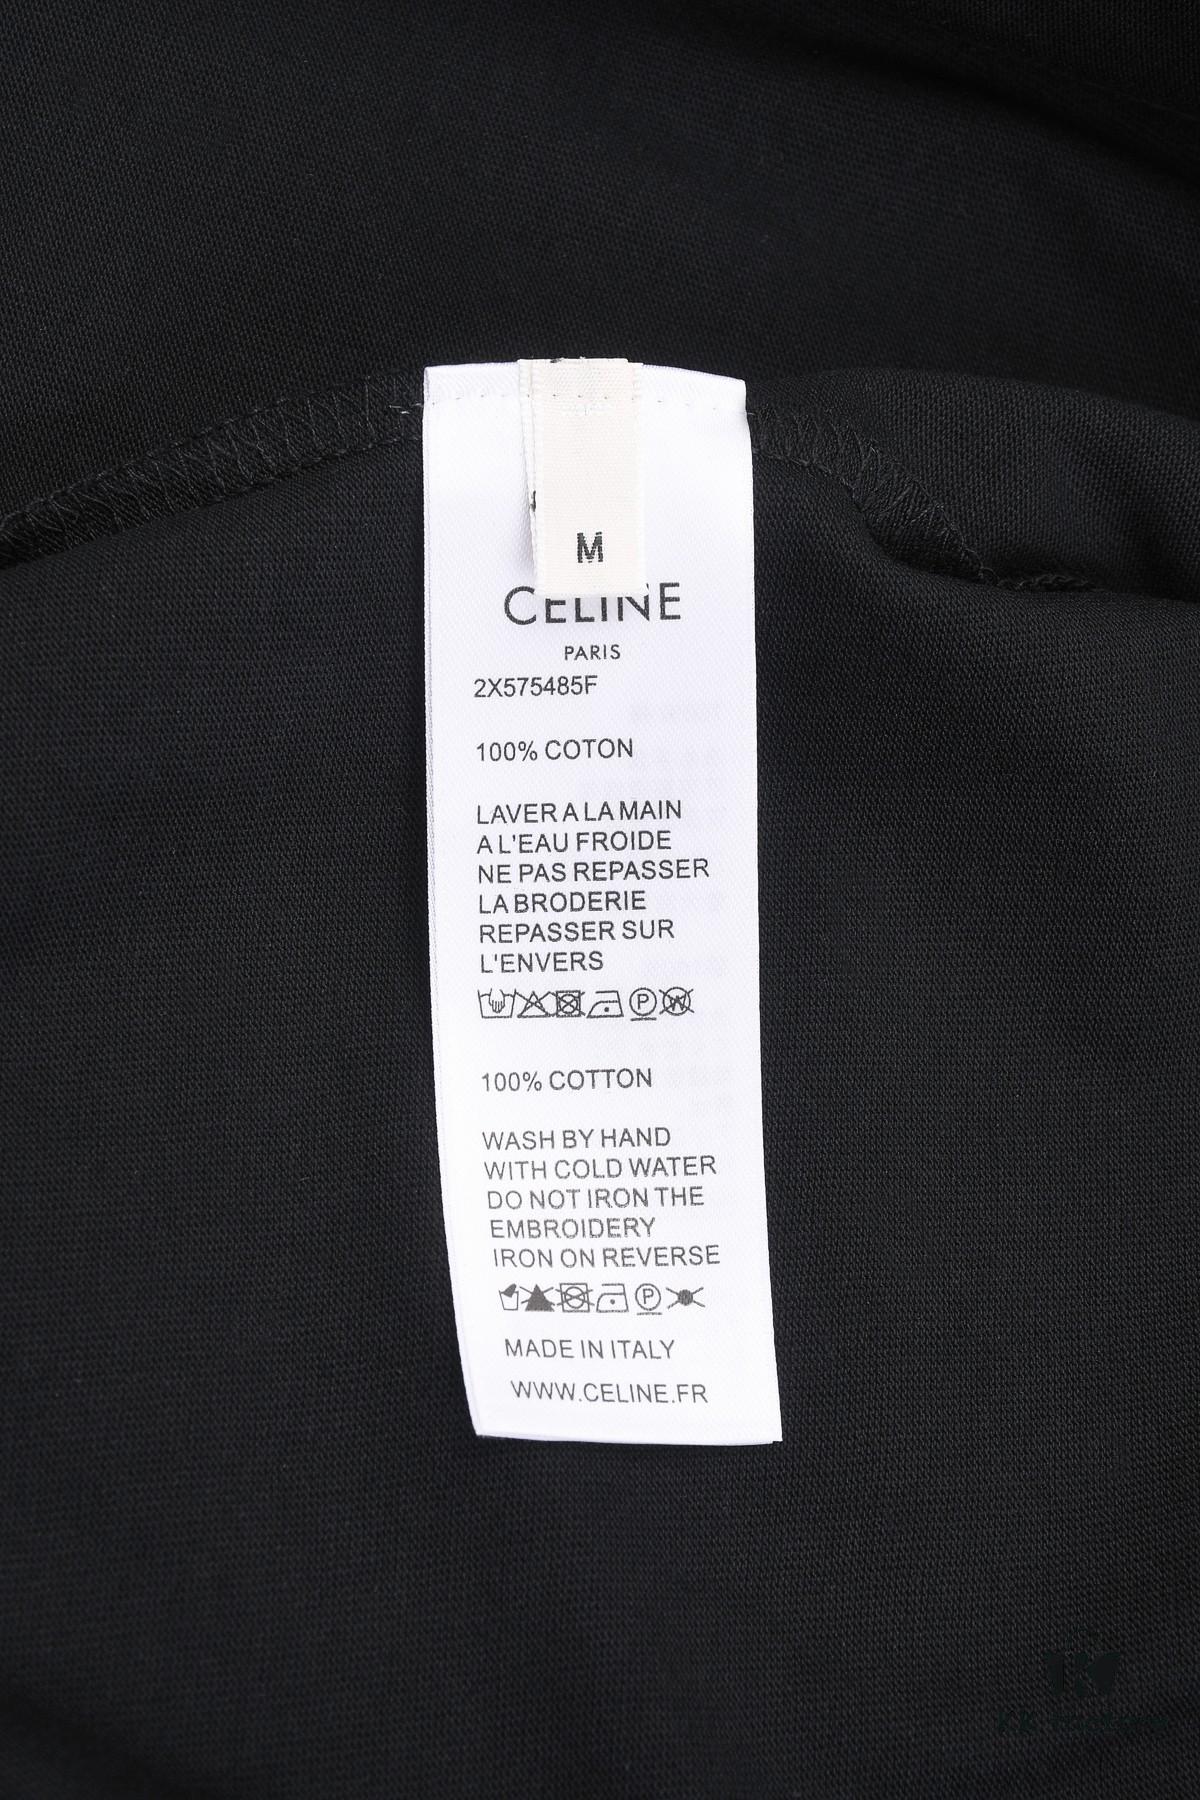 M
CELINE
PARIS
2X575485F
100% COTON
LAVER A LA MAIN
A L'EAU FROIDE
NE PAS REPASSER
LA BRODERIE
REPASSER SUR
L'ENVERS
P W
100% COTTON
WASH BY HAND
WITH COLD WATER
DO NOT IRON THE
EMBROIDERY
IRON ON REVERSE
P
MADE IN ITALY
WWW.CELINE.FR